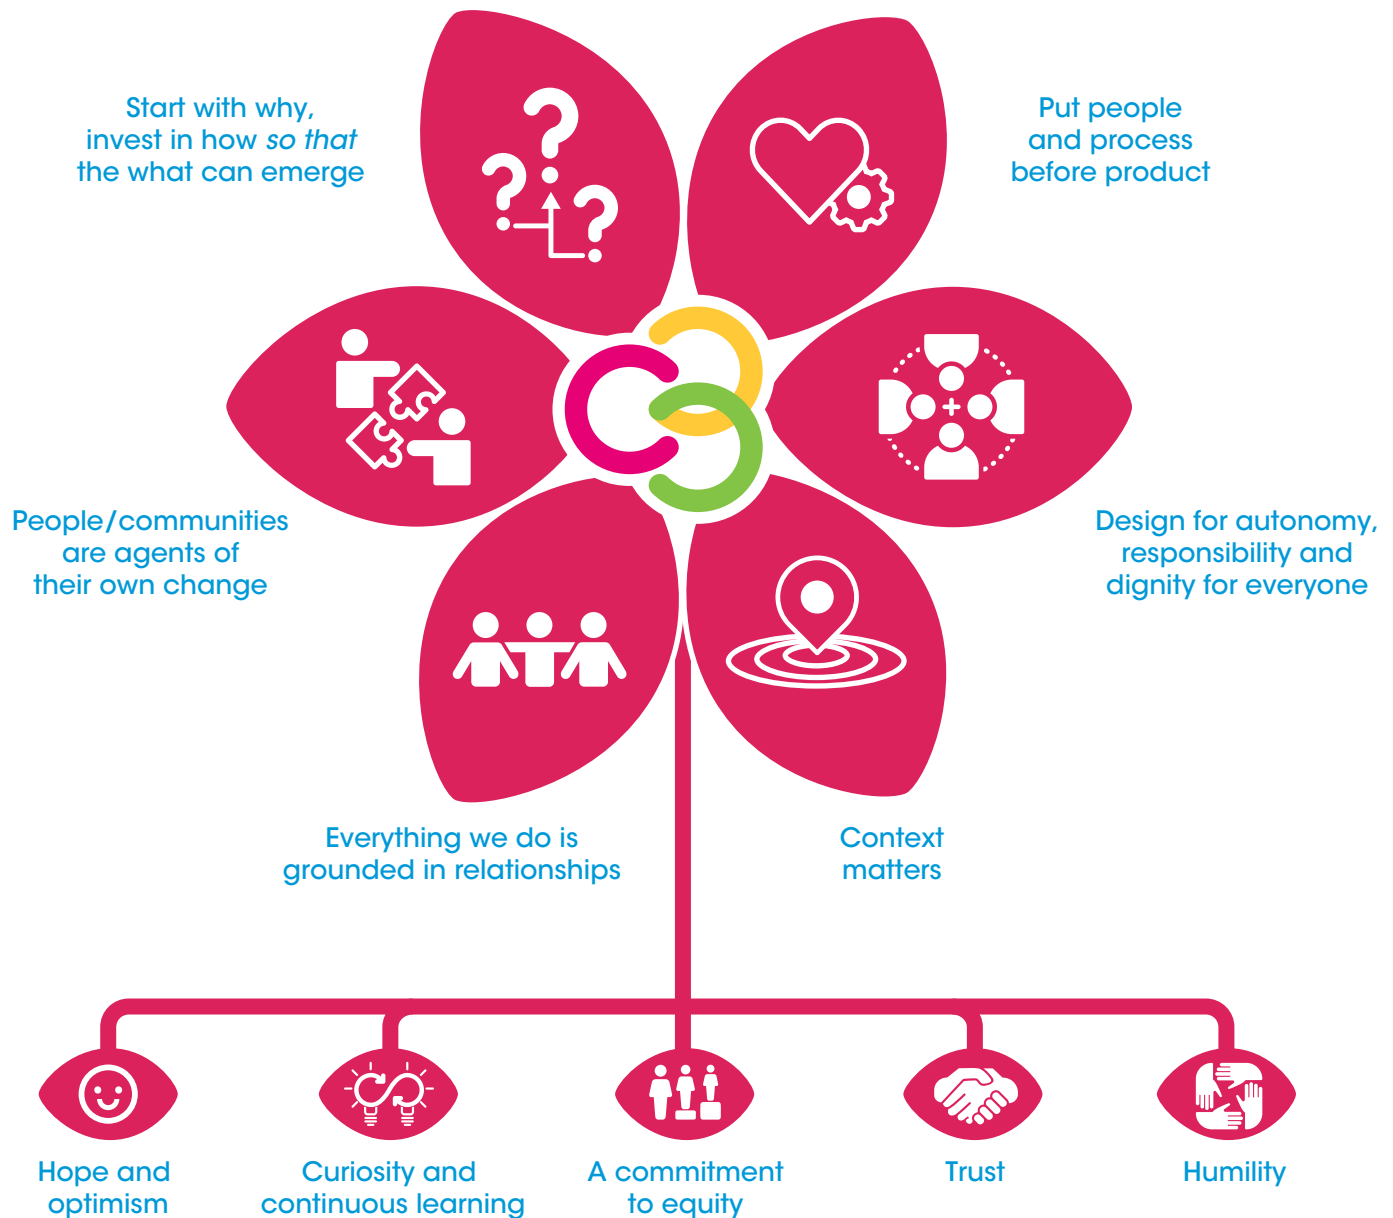 Start with why,
invest in how so that
the what can emerge
Put people
and process
before product
People/communities
are agents of
their own change
Design for autonomy,
responsibility and
dignity for everyone
Everything we do is
grounded in relationships
Context
matters
Hope and
optimism
Curiosity and
continuous learning
A commitment
to equity
Trust
Humility